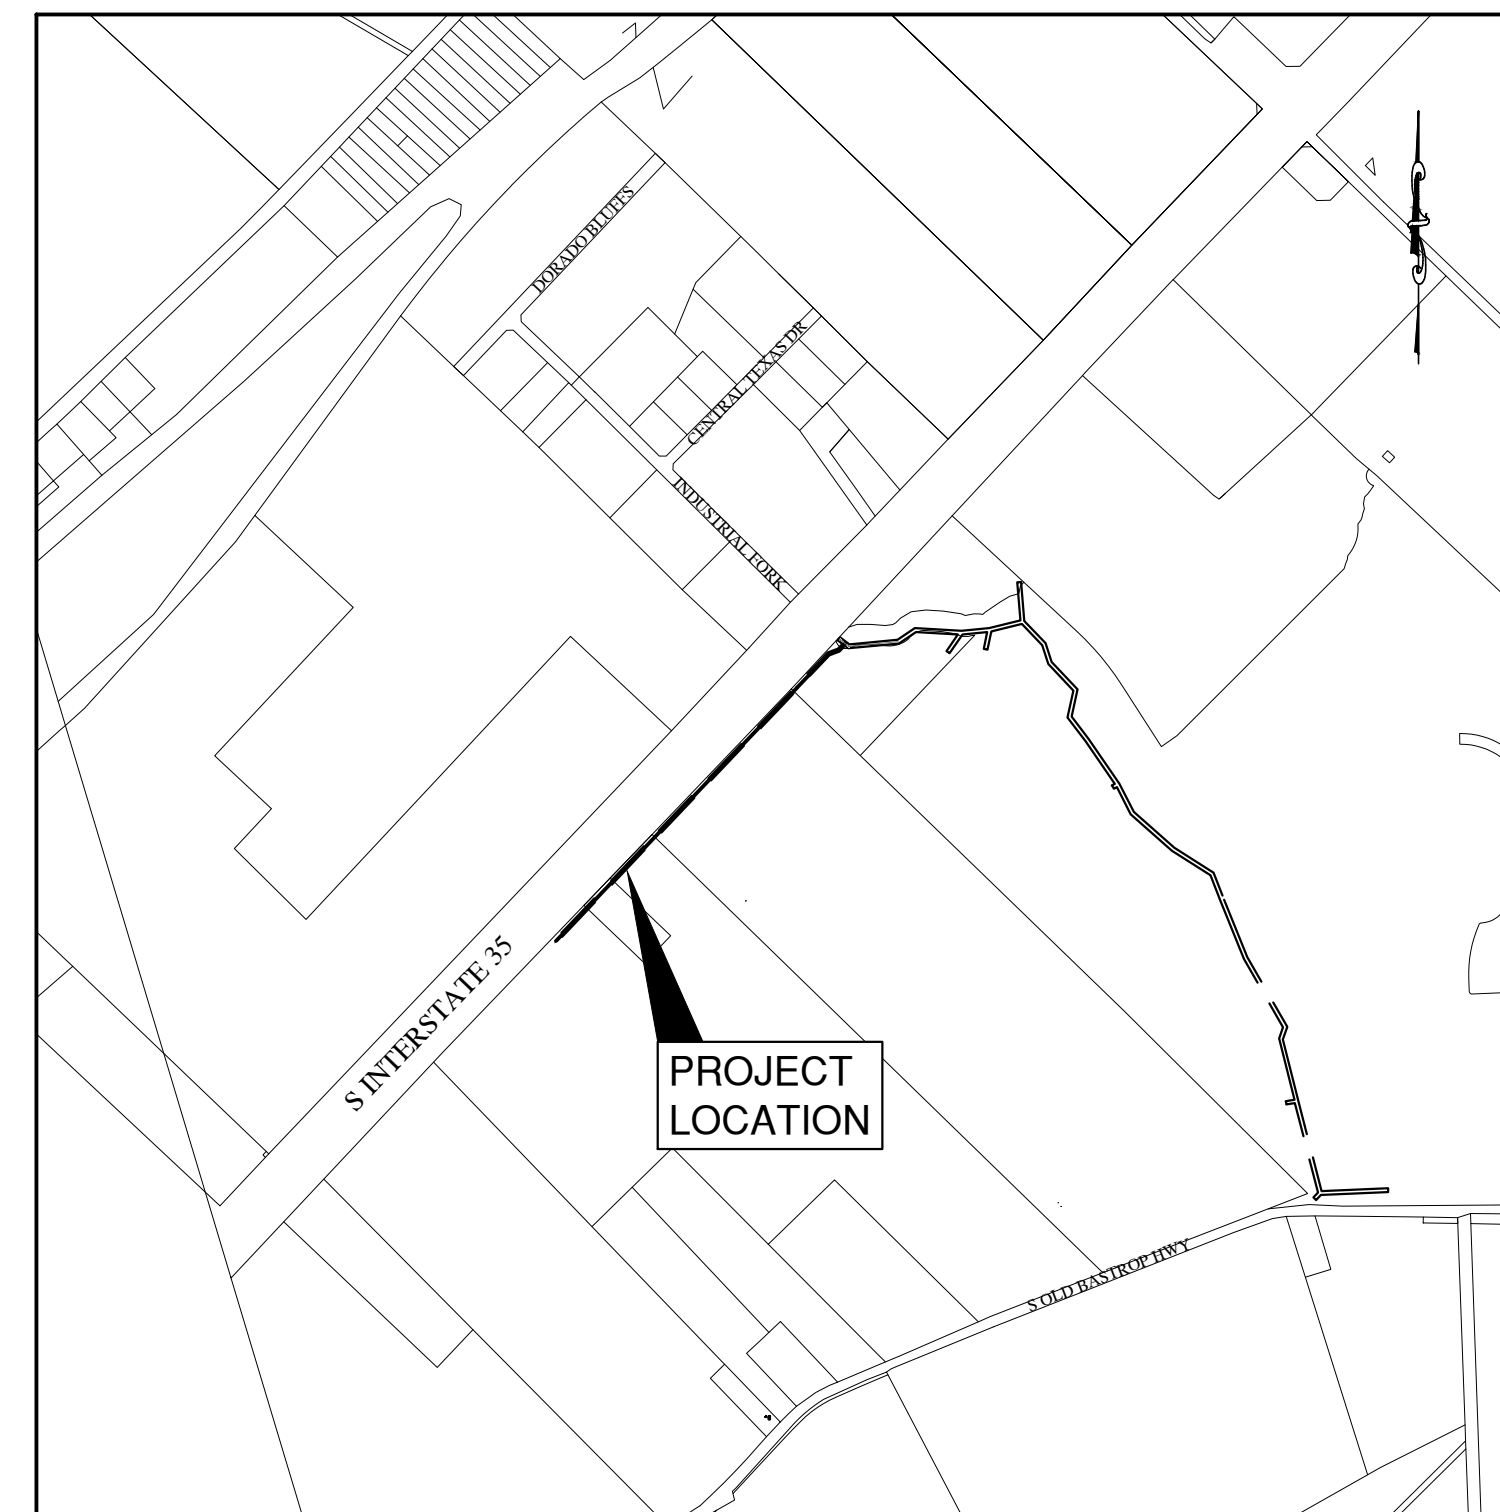 DORADO BLUFFS
CENTRAL TEXAS DR
INDUSTRIAL FORK
S INTERSTATE 35
PROJECT
LOCATION
S OLD BASTROP HWY